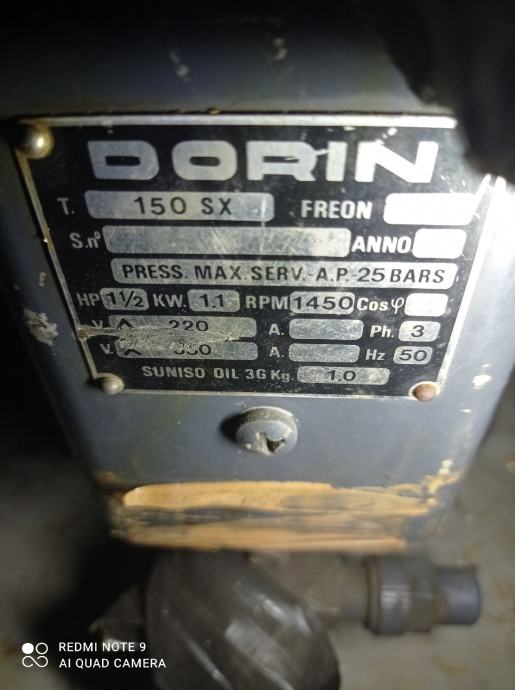 DORIN
T. 150 SX FREON
S.nº ANNO
PRESS. MAX. SERV. A.P. 25 BARS
HP 1½ KW. 1.1 RPM 1450 Cosφ
V. 220 A. Ph. 3
V. A. Hz 50
SUNISO OIL 3G Kg. 1,0
REDMI NOTE 9
AI QUAD CAMERA